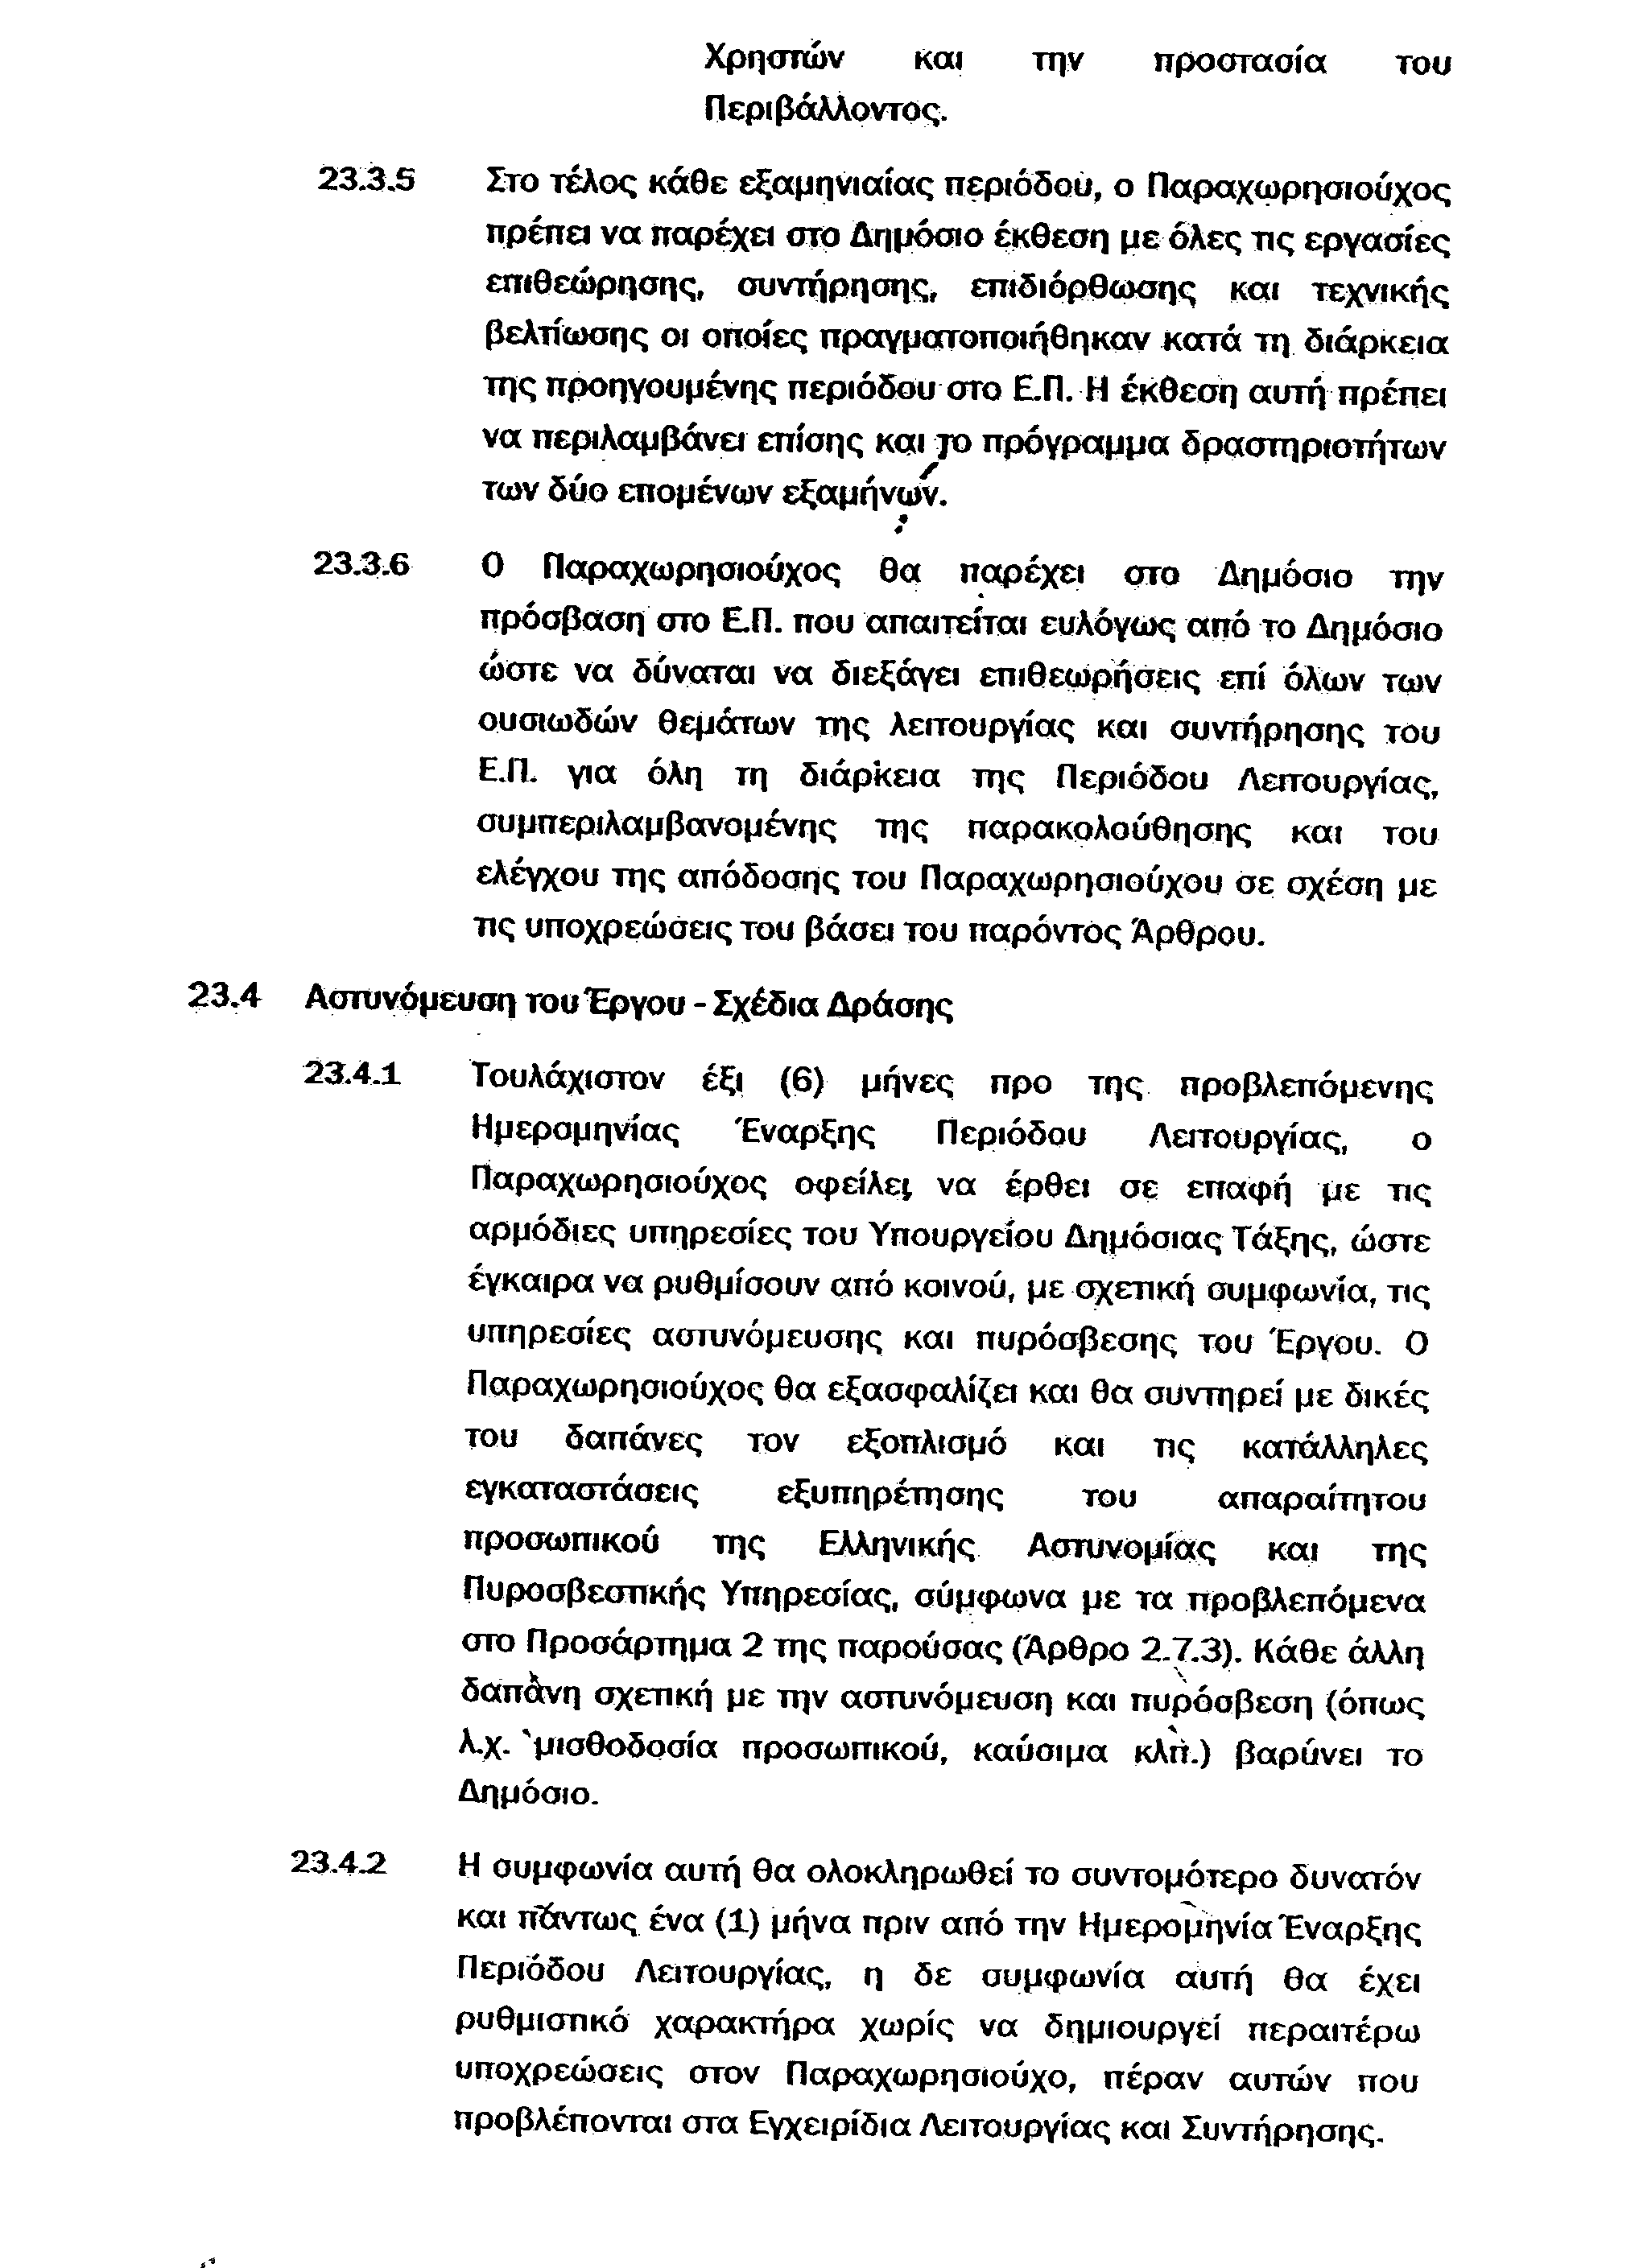 Χρηστών και την προστασία του
Περιβάλλοντος.
23.3.5 Στο τέλος κάθε εξαμηνιαίας περιόδου, ο Παραχωρησιούχος
πρέπει να παρέχει στο Δημόσιο έκθεση με όλες τις εργασίες
επιθεώρησης, συντήρησης, επιδιόρθωσης και τεχνικής
βελτίωσης οι οποίες πραγματοποιήθηκαν κατά τη διάρκεια
της προηγουμένης περιόδου στο Ε.Π. Η έκθεση αυτή πρέπει
να περιλαμβάνει επίσης και το πρόγραμμα δραστηριοτήτων
των δύο επομένων εξαμήνων.
23.3.6 Ο Παραχωρησιούχος θα παρέχει στο Δημόσιο την
πρόσβαση στο Ε.Π. που απαιτείται ευλόγως από το Δημόσιο
ώστε να δύναται να διεξάγει επιθεωρήσεις επί όλων των
ουσιωδών θεμάτων της λειτουργίας και συντήρησης του
Ε.Π. για όλη τη διάρκεια της Περιόδου Λειτουργίας,
συμπεριλαμβανομένης της παρακολούθησης και του
ελέγχου της απόδοσης του Παραχωρησιούχου σε σχέση με
τις υποχρεώσεις του βάσει του παρόντος Άρθρου.
23.4 Αστυνόμευση του Έργου - Σχέδια Δράσης
23.4.1 Τουλάχιστον έξι (6) μήνες προ της προβλεπόμενης
Ημερομηνίας Έναρξης Περιόδου Λειτουργίας, ο
Παραχωρησιούχος οφείλει να έρθει σε επαφή με τις
αρμόδιες υπηρεσίες του Υπουργείου Δημόσιας Τάξης, ώστε
έγκαιρα να ρυθμίσουν από κοινού, με σχετική συμφωνία, τις
υπηρεσίες αστυνόμευσης και πυρόσβεσης του Έργου. Ο
Παραχωρησιούχος θα εξασφαλίζει και θα συντηρεί με δικές
του δαπάνες τον εξοπλισμό και τις κατάλληλες
εγκαταστάσεις εξυπηρέτησης του απαραίτητου
προσωπικού της Ελληνικής Αστυνομίας και της
Πυροσβεστικής Υπηρεσίας, σύμφωνα με τα προβλεπόμενα
στο Προσάρτημα 2 της παρούσας (Άρθρο 2.7.3). Κάθε άλλη
δαπάνη σχετική με την αστυνόμευση και πυρόσβεση (όπως
λ.χ. μισθοδοσία προσωπικού, καύσιμα κλπ.) βαρύνει το
Δημόσιο.
23.4.2 Η συμφωνία αυτή θα ολοκληρωθεί το συντομότερο δυνατόν
και πάντως ένα (1) μήνα πριν από την Ημερομηνία Έναρξης
Περιόδου Λειτουργίας, η δε συμφωνία αυτή θα έχει
ρυθμιστικό χαρακτήρα χωρίς να δημιουργεί περαιτέρω
υποχρεώσεις στον Παραχωρησιούχο, πέραν αυτών που
προβλέπονται στα Εγχειρίδια Λειτουργίας και Συντήρησης.